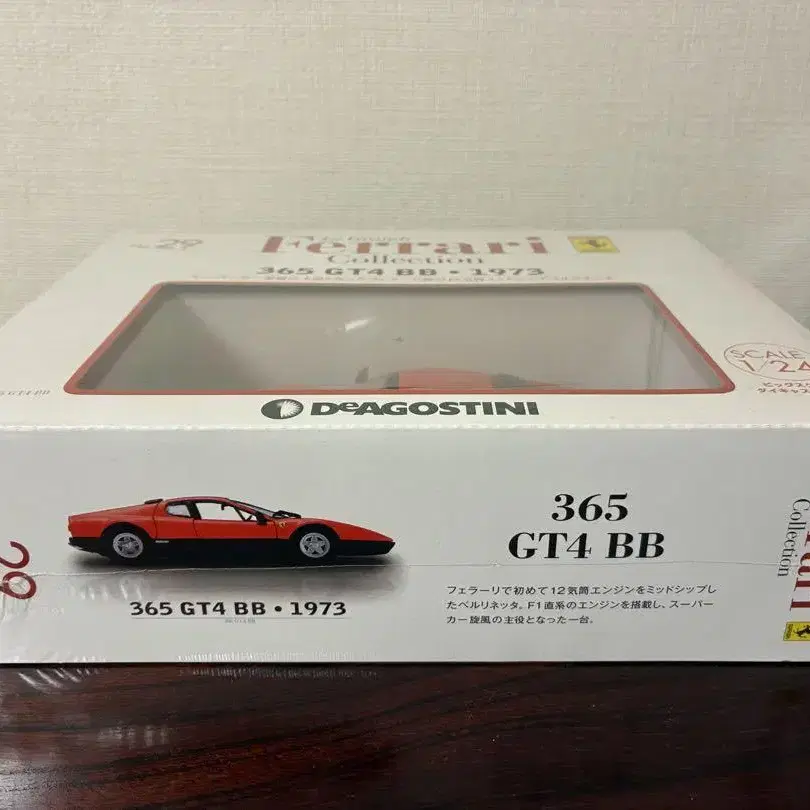 29
Ferrari
Collection
365 GT4 BB • 1973
SCALE
1/24
GT4 BB
DeAGOSTINI
29
365 GT4 BB • 1973
365
GT4 BB
フェラーリで初めて12気筒エンジンをミッドシップし
たベルリネッタ。F1直系のエンジンを搭載し、スーパー
カー旋風の主役となった一台。
Collection